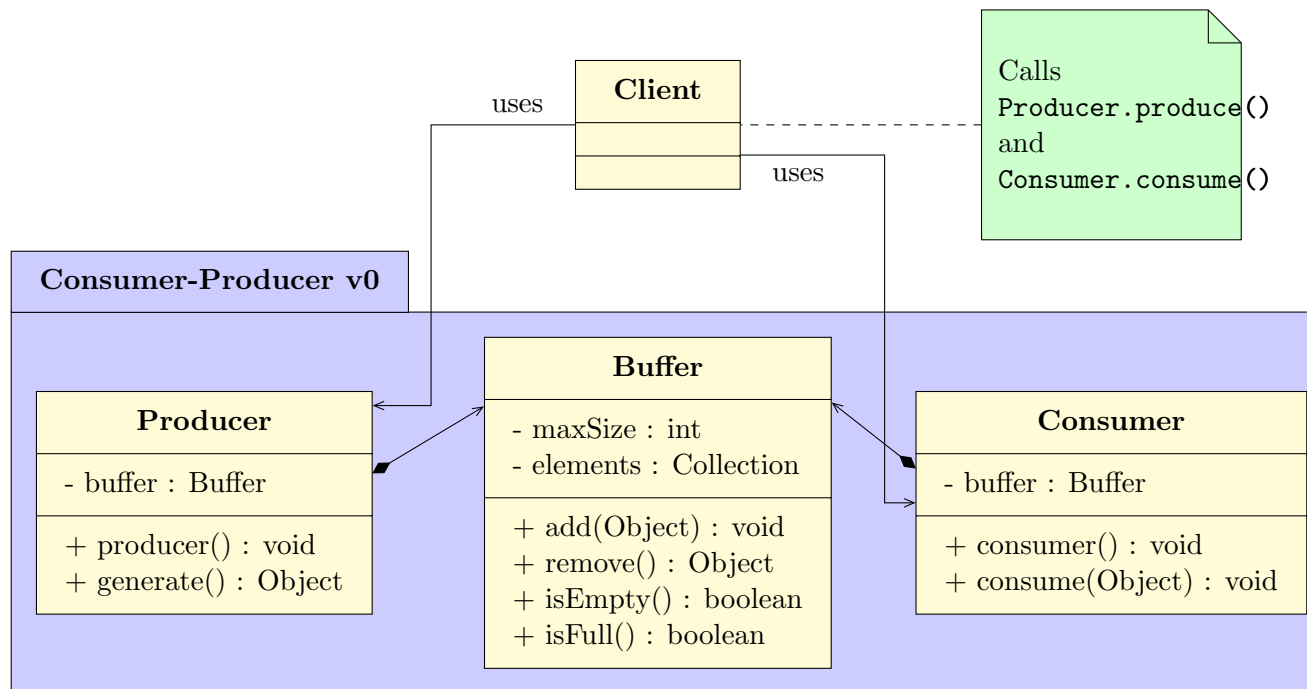 Client
uses
uses
Calls
Producer.produce()
and
Consumer.consume()
Consumer-Producer v0
Producer
- buffer : Buffer
+ producer() : void
+ generate() : Object
Buffer
- maxSize : int
- elements : Collection
+ add(Object) : void
+ remove() : Object
+ isEmpty() : boolean
+ isFull() : boolean
Consumer
- buffer : Buffer
+ consumer() : void
+ consume(Object) : void